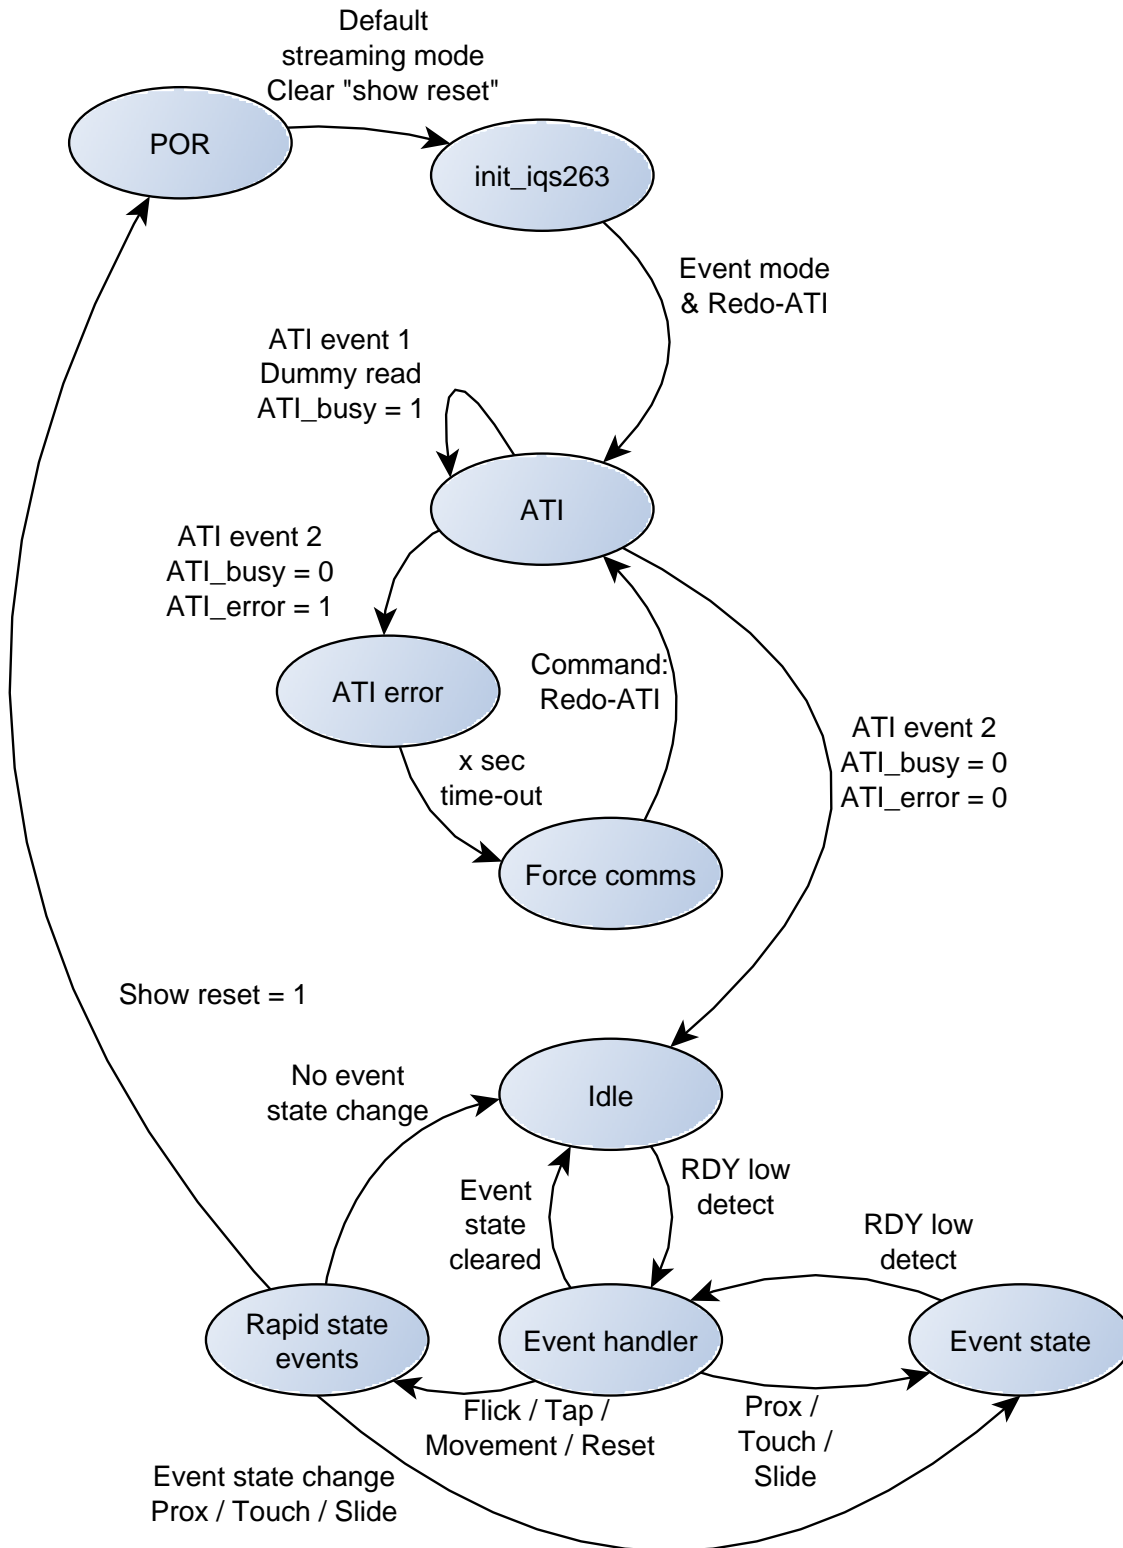 Default
streaming mode
Clear "show reset"
POR
init_iqs263
Event mode
& Redo-ATI
ATI event 1
Dummy read
ATI_busy = 1
ATI
ATI event 2
ATI_busy = 0
ATI_error = 1
Command:
Redo-ATI
ATI error
ATI event 2
ATI_busy = 0
ATI_error = 0
x sec
time-out
Force comms
Show reset = 1
No event
state change
Idle
Event
state
cleared
RDY low
detect
RDY low
detect
Rapid state
events
Event handler
Event state
Flick / Tap /
Movement / Reset
Prox /
Touch /
Slide
Event state change
Prox / Touch / Slide